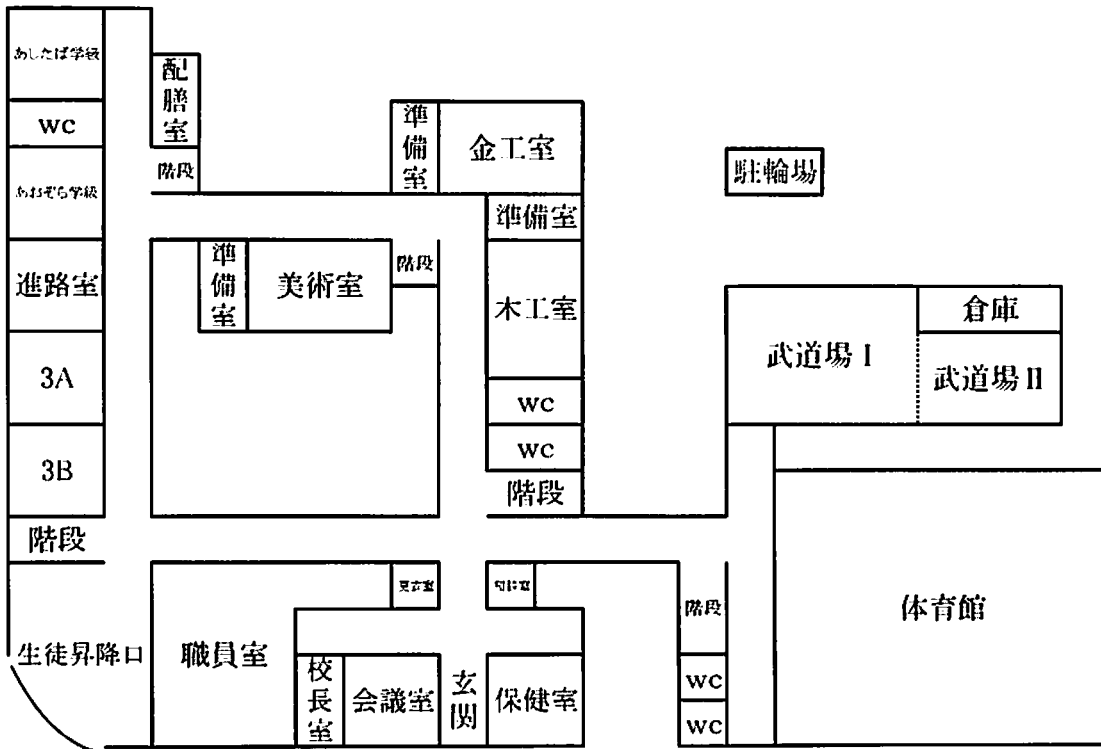 あしたば学級
配膳室
WC
準備室
金工室
階段
駐輪場
あおぞら学級
準備室
進路室
準備室
美術室
階段
木工室
倉庫
武道場Ⅰ
武道場Ⅱ
3A
WC
WC
3B
階段
階段
階段
体育館
生徒昇降口
職員室
校長室
会議室
玄関
保健室
WC
WC
更衣室